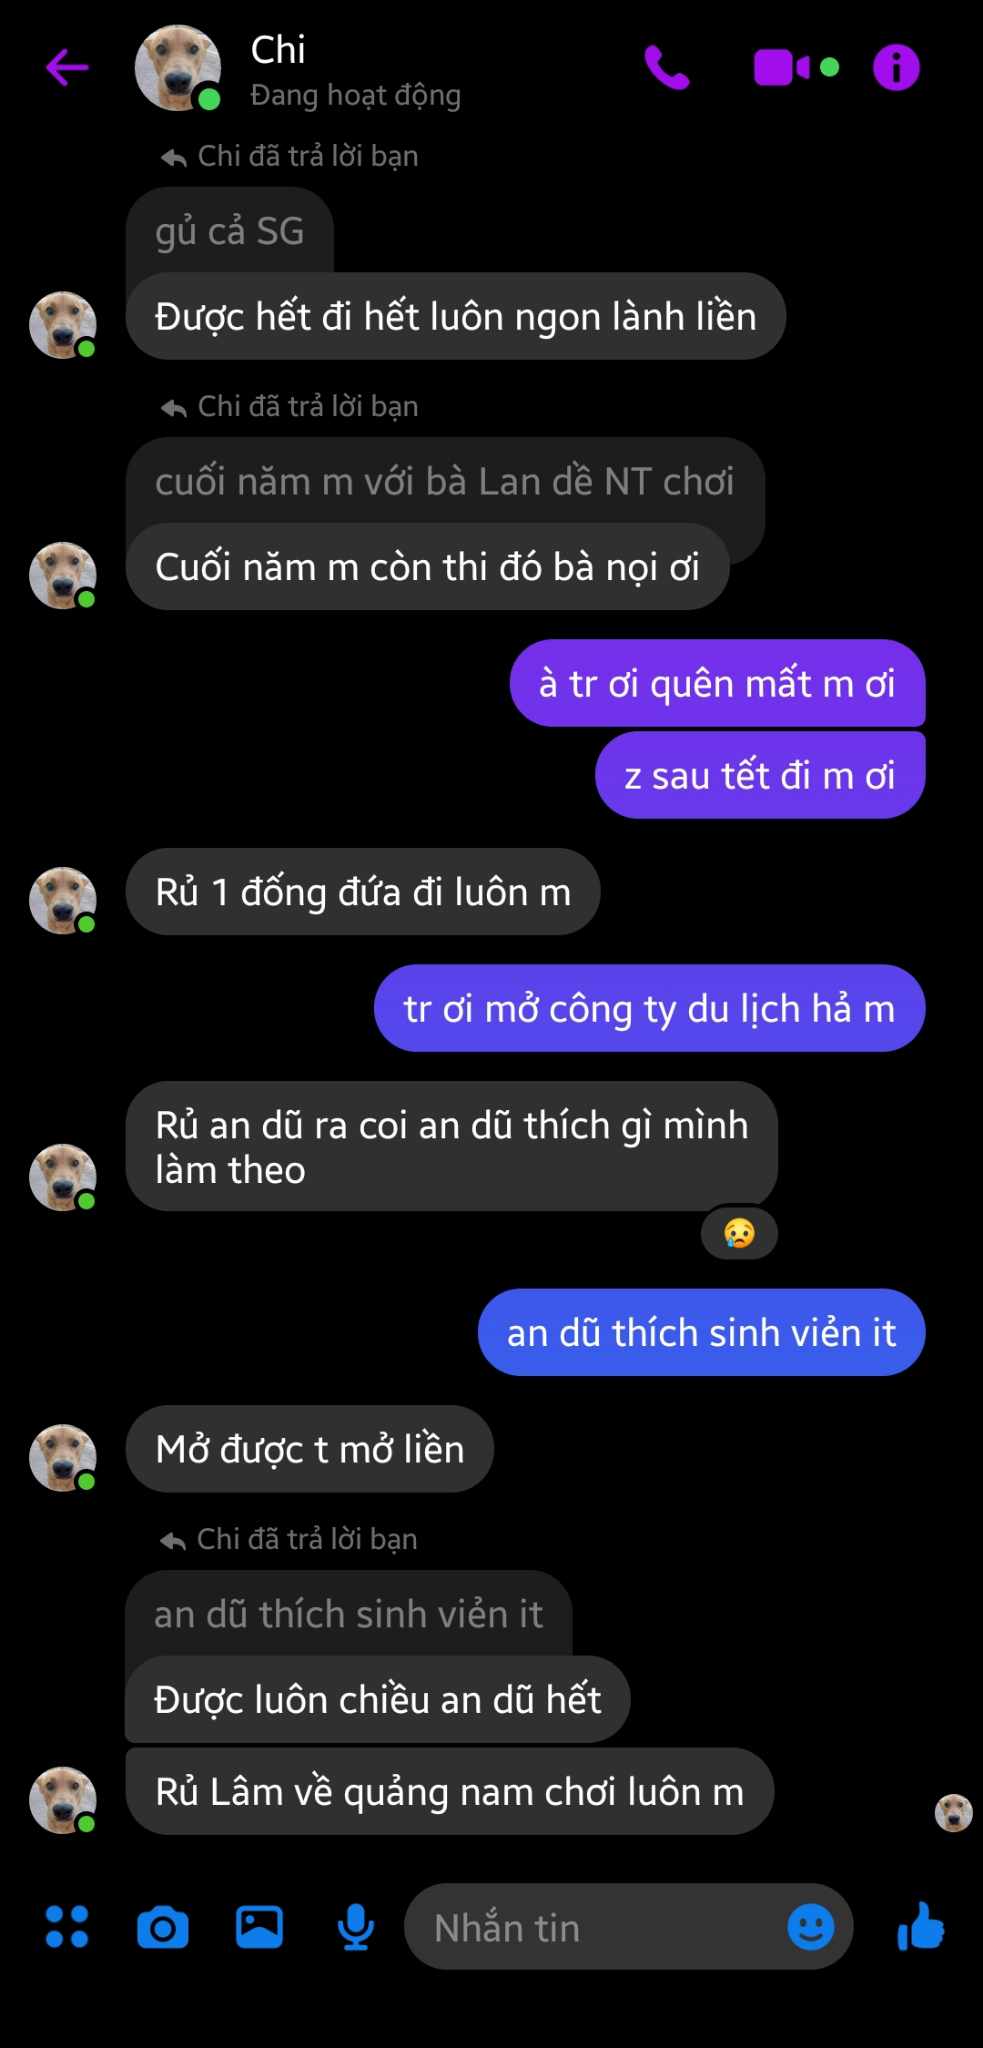 Chi
Đang hoạt động
Chi đã trả lời bạn
gủ cả SG
Được hết đi hết luôn ngon lành liền
Chi đã trả lời bạn
cuối năm m với bà Lan dề NT chơi
Cuối năm m còn thi đó bà nọi ơi
à tr ơi quên mất m ơi
z sau tết đi m ơi
Rủ 1 đống đứa đi luôn m
tr ơi mở công ty du lịch hả m
Rủ an dũ ra coi an dũ thích gì mình
làm theo
an dũ thích sinh viẻn it
Mở được t mở liền
Chi đã trả lời bạn
an dũ thích sinh viẻn it
Được luôn chiều an dũ hết
Rủ Lâm về quảng nam chơi luôn m
Nhắn tin